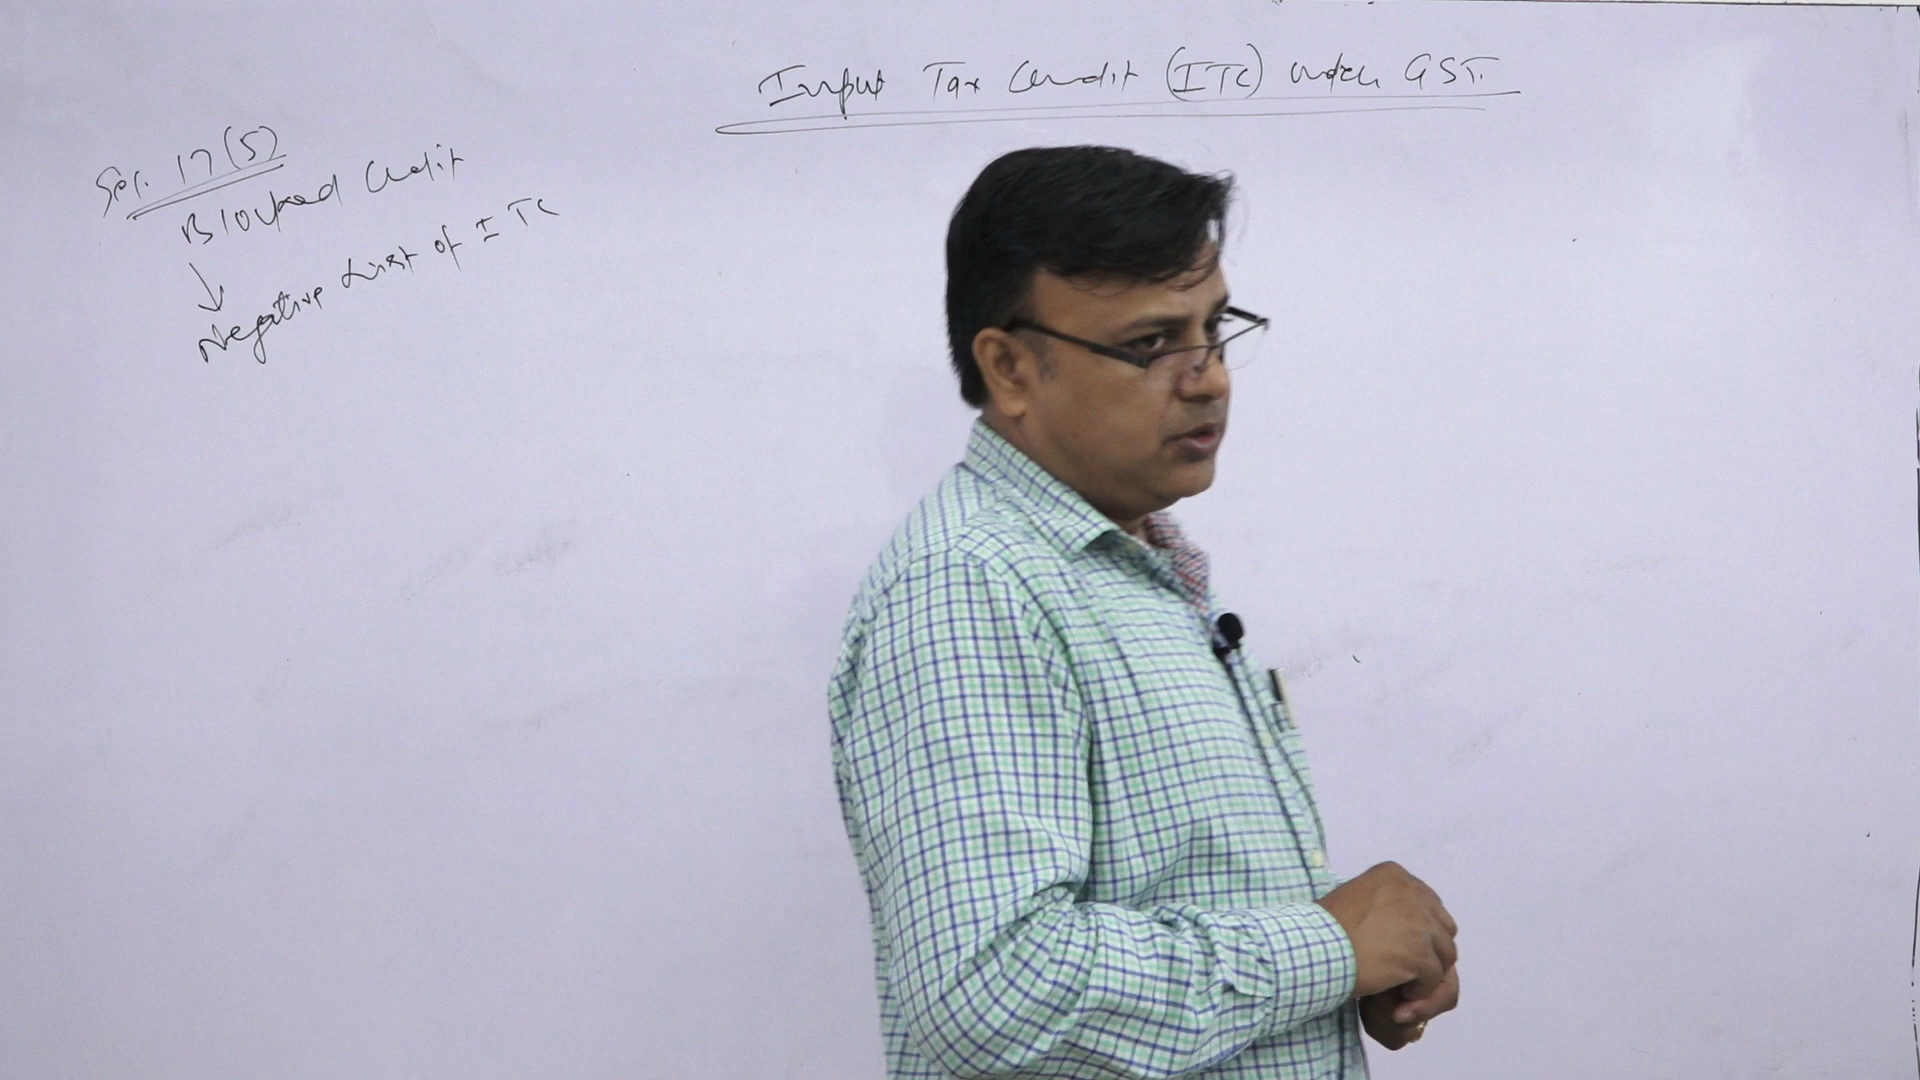 Input Tax Credit (ITC) under GST.
Sec. 17(5)
Blocked Credit
↓
Negative List of ITC